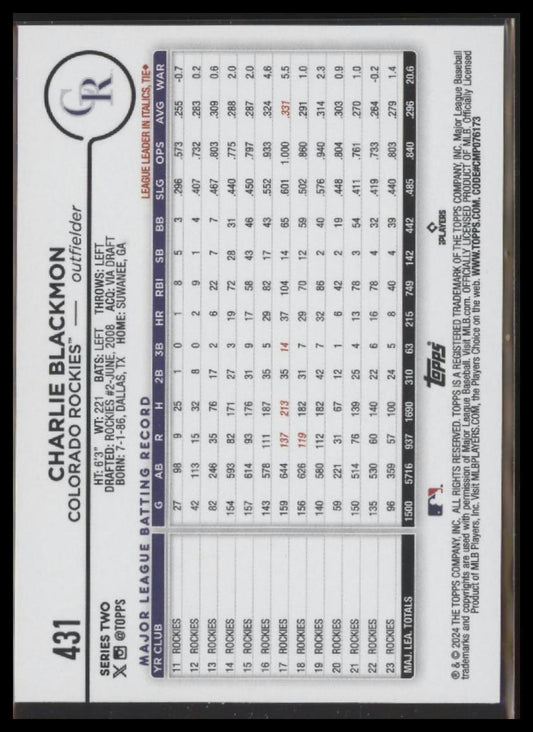 431
CHARLIE BLACKMON
COLORADO ROCKIES™ — outfielder
CR
SERIES TWO
X @TOPPS
HT: 6'3" WT: 221 BATS: LEFT THROWS: LEFT
DRAFTED: ROCKIES #2-JUNE, 2008 ACQ: VIA DRAFT
BORN: 7-1-86, DALLAS, TX HOME: SUWANEE, GA
MAJOR LEAGUE BATTING RECORD LEAGUE LEADER IN ITALICS, TIE♦
YR CLUB G AB R H 2B 3B HR RBI SB BB SLG OPS AVG WAR
11 ROCKIES 27 98 9 25 1 0 1 8 5 3 .296 .573 .255 -0.7
12 ROCKIES 42 113 15 32 8 0 2 9 1 4 .407 .732 .283 0.2
13 ROCKIES 82 246 35 76 17 2 6 22 7 7 .467 .803 .309 0.6
14 ROCKIES 154 593 82 171 27 3 19 72 28 31 .440 .775 .288 2.0
15 ROCKIES 157 614 93 176 31 9 17 58 43 46 .450 .797 .287 2.0
16 ROCKIES 143 578 111 187 35 5 29 82 17 43 .552 .933 .324 4.6
17 ROCKIES 159 644 137 213 35 14 37 104 14 65 .601 1.000 .331 5.5
18 ROCKIES 156 626 119 182 31 7 29 70 12 59 .502 .860 .291 1.0
19 ROCKIES 140 580 112 182 42 7 32 86 2 40 .576 .940 .314 2.3
20 ROCKIES 59 221 31 67 12 1 6 42 2 19 .448 .804 .303 0.9
21 ROCKIES 150 514 76 139 25 4 13 78 3 54 .411 .761 .270 1.0
22 ROCKIES 135 530 60 140 22 6 16 78 4 32 .419 .733 .264 -0.2
23 ROCKIES 96 359 57 100 24 5 8 40 4 39 .440 .803 .279 1.4
MAJ. LEA. TOTALS 1500 5716 937 1690 310 63 215 749 142 442 .485 .840 .296 20.6
topps PLAYERS
® & © 2024 THE TOPPS COMPANY, INC. ALL RIGHTS RESERVED. TOPPS IS A REGISTERED TRADEMARK OF THE TOPPS COMPANY, INC. Major League Baseball
trademarks and copyrights are used with permission of Major League Baseball. Visit MLB.com. OFFICIALLY LICENSED PRODUCT OF MLB Players, Inc. Officially Licensed
Product of MLB Players, Inc. Visit MLBPLAYERS.COM, the Players Choice on the web. WWW.TOPPS.COM. CODE#CMP076173